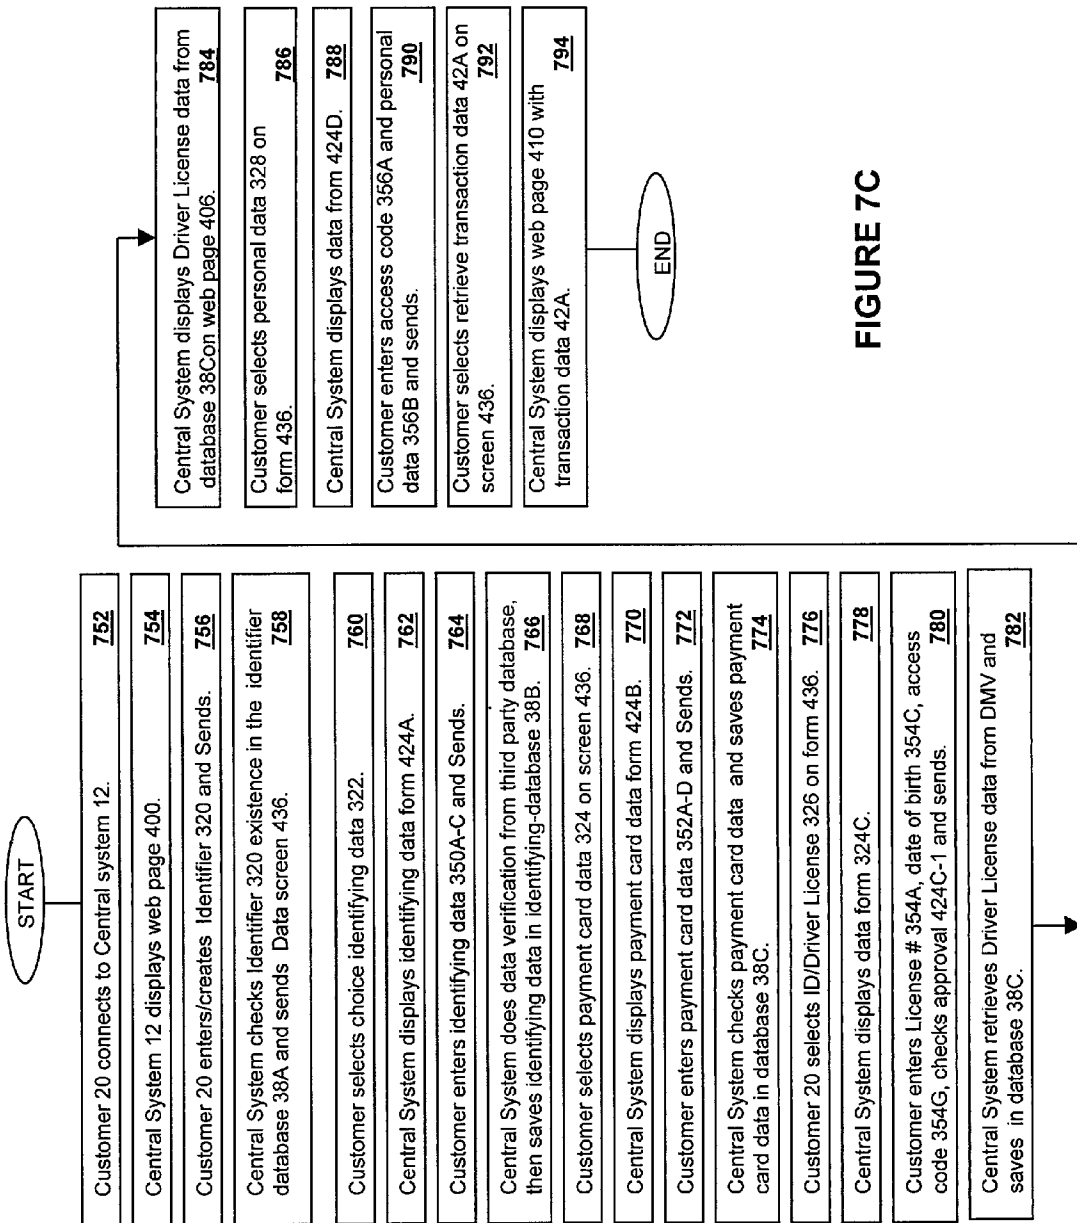 START
Customer 20 connects to Central system 12. 752
Central System 12 displays web page 400. 754
Customer 20 enters/creates Identifier 320 and Sends. 756
Central System checks Identifier 320 existence in the identifier
database 38A and sends Data screen 436. 758
Customer selects choice identifying data 322. 760
Central System displays identifying data form 424A. 762
Customer enters identifying data 350A-C and Sends. 764
Central System does data verification from third party database,
then saves identifying data in identifying-database 38B. 766
Customer selects payment card data 324 on screen 436. 768
Central System displays payment card data form 424B. 770
Customer enters payment card data 352A-D and Sends. 772
Central System checks payment card data and saves payment
card data in database 38C. 774
Customer 20 selects ID/Driver License 326 on form 436. 776
Central System displays data form 324C. 778
Customer enters License # 354A, date of birth 354C, access
code 354G, checks approval 424C-1 and sends. 780
Central System retrieves Driver License data from DMV and
saves in database 38C. 782
Central System displays Driver License data from
database 38Con web page 406. 784
Customer selects personal data 328 on
form 436. 786
Central System displays data from 424D. 788
Customer enters access code 356A and personal
data 356B and sends. 790
Customer selects retrieve transaction data 42A on
screen 436. 792
Central System displays web page 410 with
transaction data 42A. 794
END
FIGURE 7C